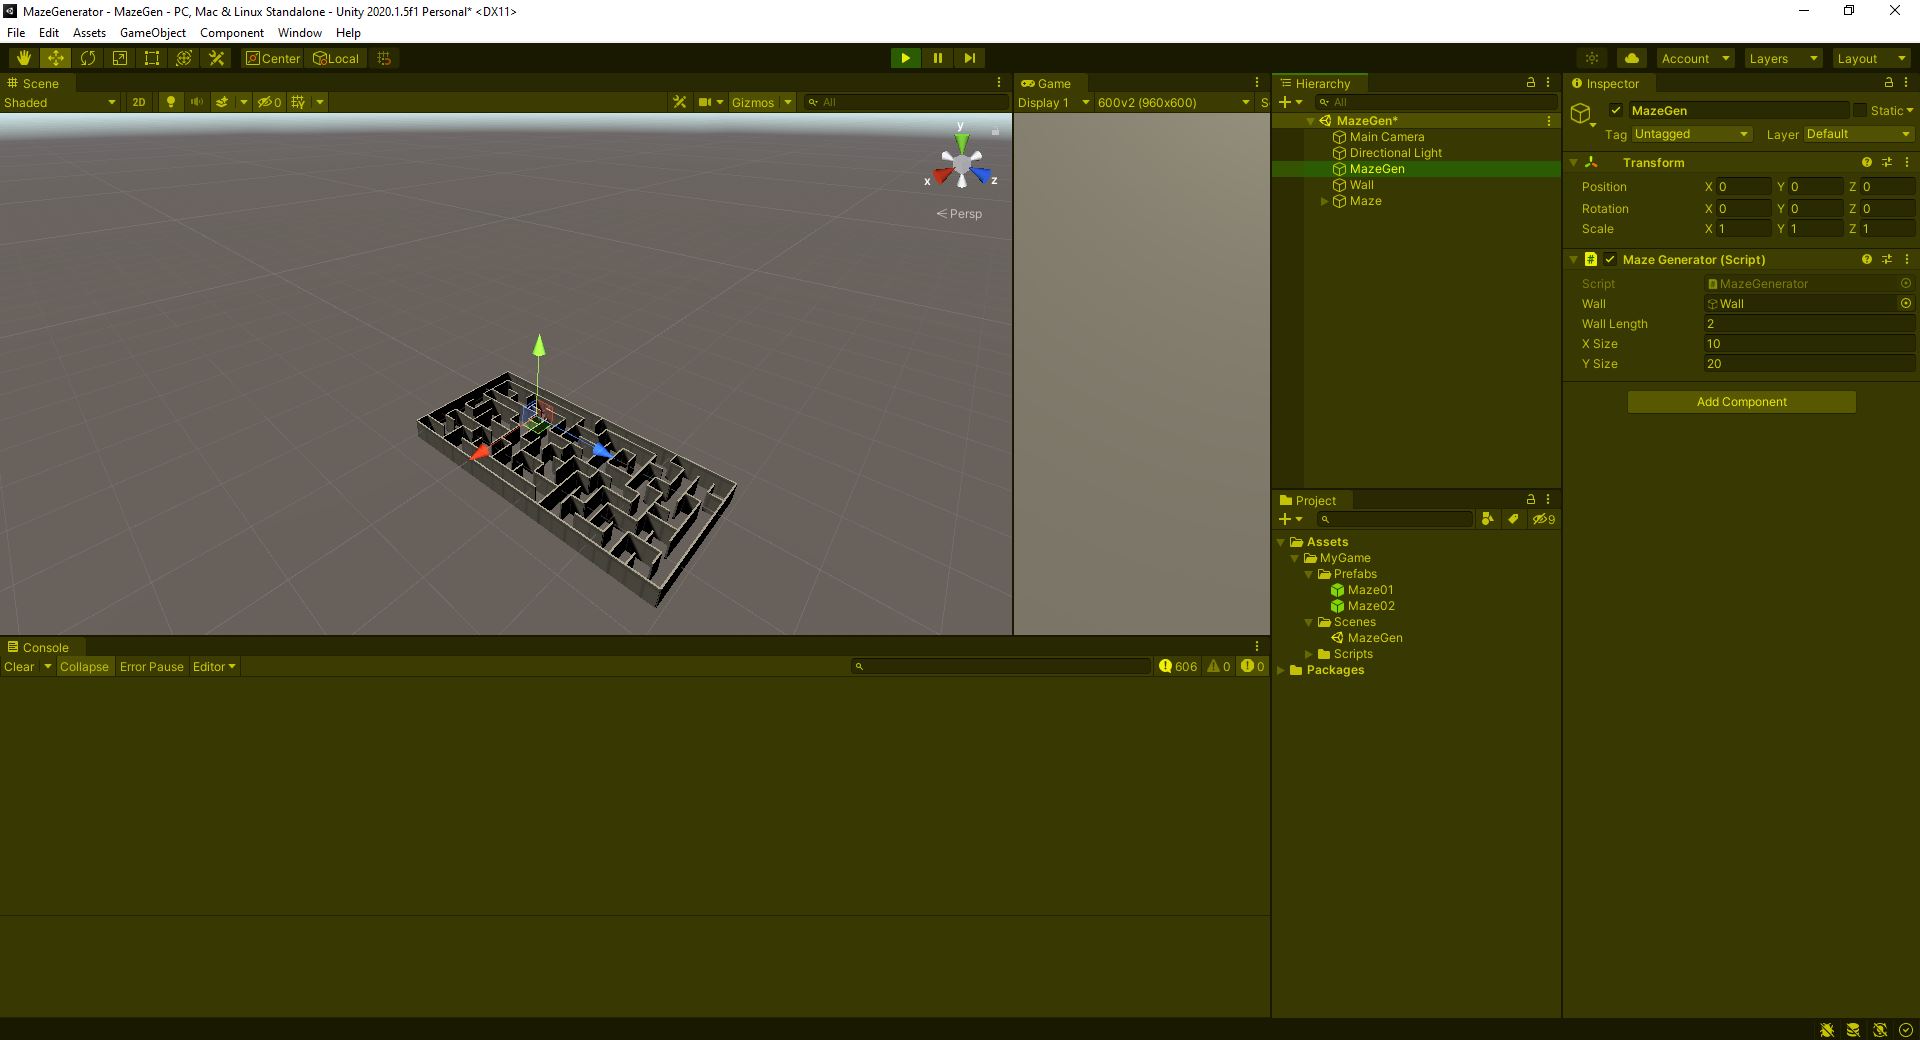 MazeGenerator - MazeGen - PC, Mac & Linux Standalone - Unity 2020.1.5f1 Personal* <DX11>
File Edit Assets GameObject Component Window Help
Center Local Account Layers Layout
Scene
Shaded 2D 0 Gizmos All
y
x z
Persp
Game
Display 1 600v2 (960x600) S
Hierarchy
All
MazeGen*
Main Camera
Directional Light
MazeGen
Wall
Maze
Inspector
MazeGen Static
Tag Untagged Layer Default
Transform
Position X 0 Y 0 Z 0
Rotation X 0 Y 0 Z 0
Scale X 1 Y 1 Z 1
# Maze Generator (Script)
Script MazeGenerator
Wall Wall
Wall Length 2
X Size 10
Y Size 20
Add Component
Project
9
Assets
MyGame
Prefabs
Maze01
Maze02
Scenes
MazeGen
Scripts
Packages
Console
Clear Collapse Error Pause Editor 606 0 0